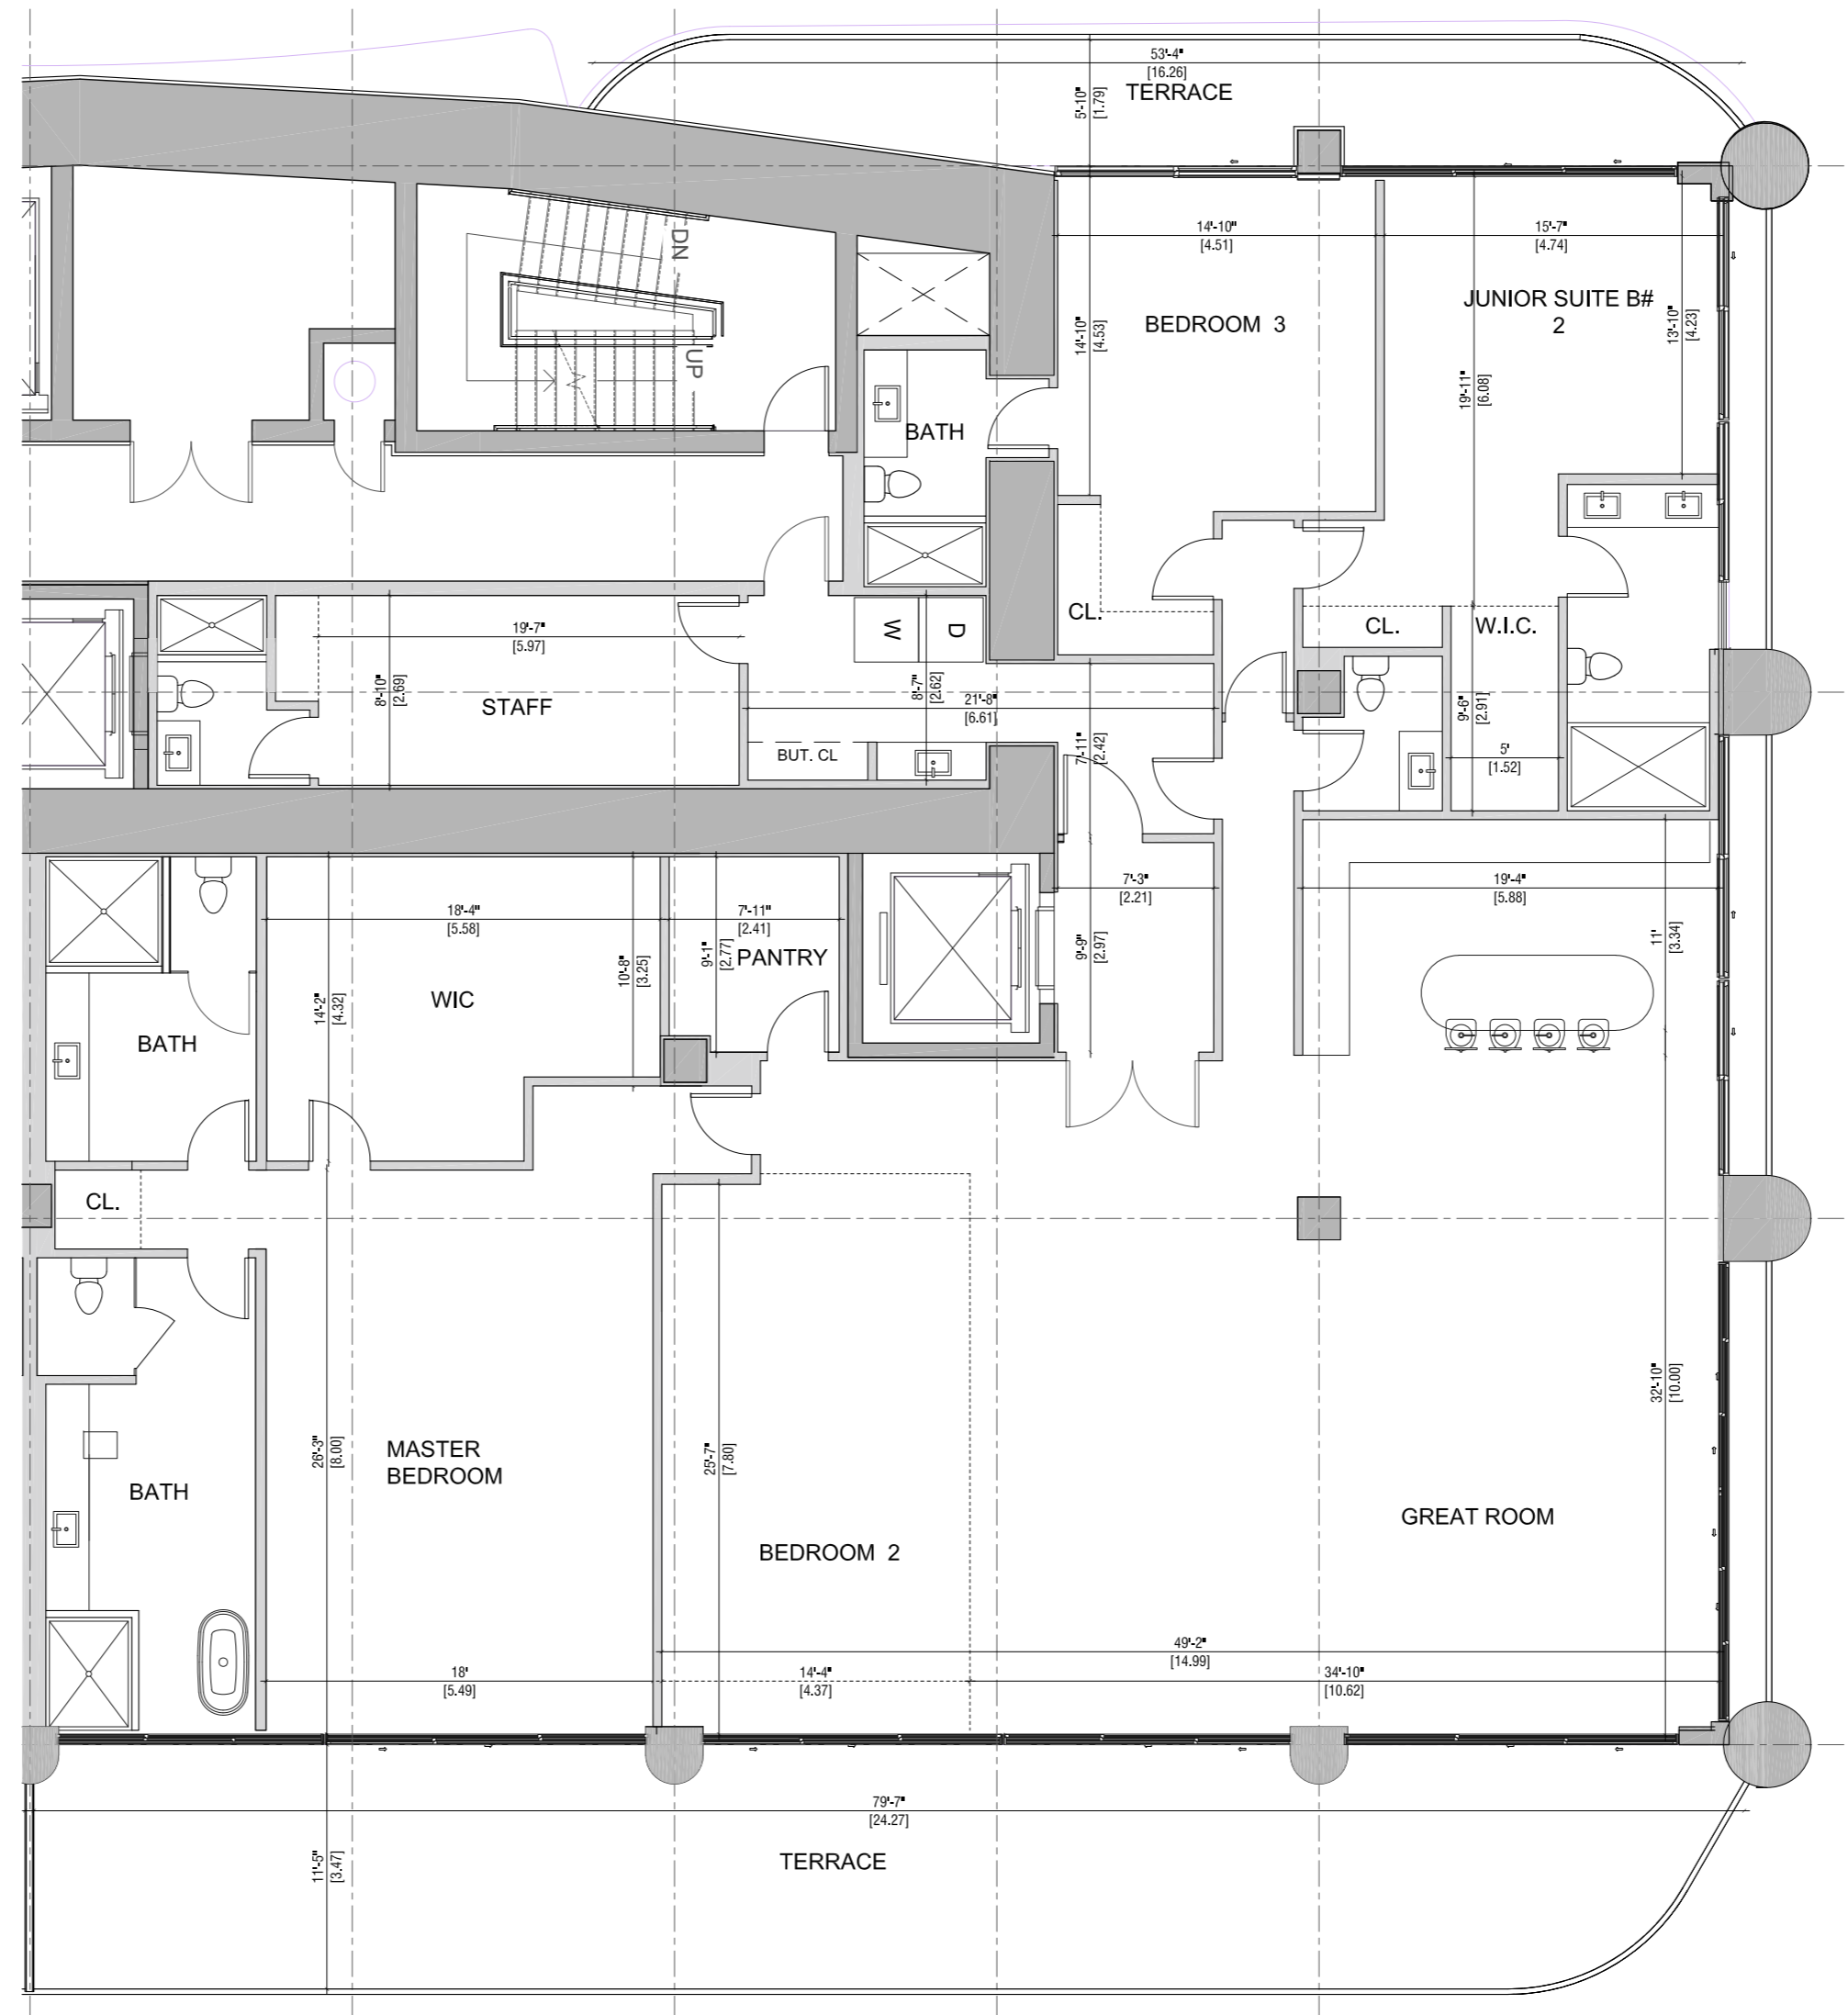 53'-4"
[16.26]
TERRACE
5'-10"
[1.79]
DN
UP
14'-10"
[4.51]
15'-7"
[4.74]
BEDROOM 3
JUNIOR SUITE B#
2
14'-10"
[4.53]
13'-10"
[4.23]
19'-11"
[6.08]
BATH
CL.
CL.
W.I.C.
W
D
19'-7"
[5.97]
8'-10"
[2.69]
STAFF
8'-7"
[2.62]
21'-8"
[6.61]
9'-6"
[2.91]
BUT. CL
7'-11"
[2.42]
5'
[1.52]
18'-4"
[5.58]
7'-11"
[2.41]
7'-3"
[2.21]
19'-4"
[5.88]
9'-1"
[2.77]
PANTRY
10'-8"
[3.25]
9'-9"
[2.97]
11'
[3.34]
WIC
14'-2"
[4.32]
BATH
CL.
32'-10"
[10.00]
26'-3"
[8.00]
MASTER
BEDROOM
25'-7"
[7.80]
BATH
GREAT ROOM
BEDROOM 2
49'-2"
[14.99]
18'
[5.49]
14'-4"
[4.37]
34'-10"
[10.62]
79'-7"
[24.27]
11'-5"
[3.47]
TERRACE